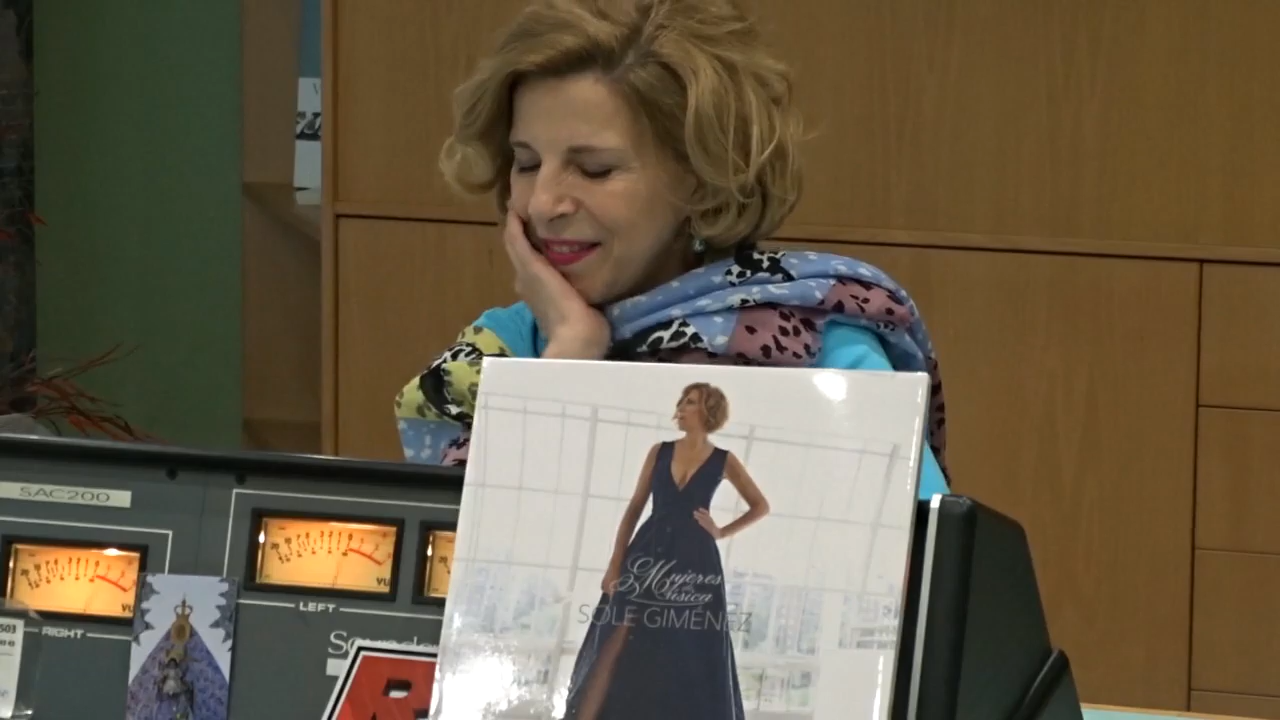 SAC200
VU
VU
RIGHT
LEFT
Mujeres
Música
SOLE GIMÉNEZ